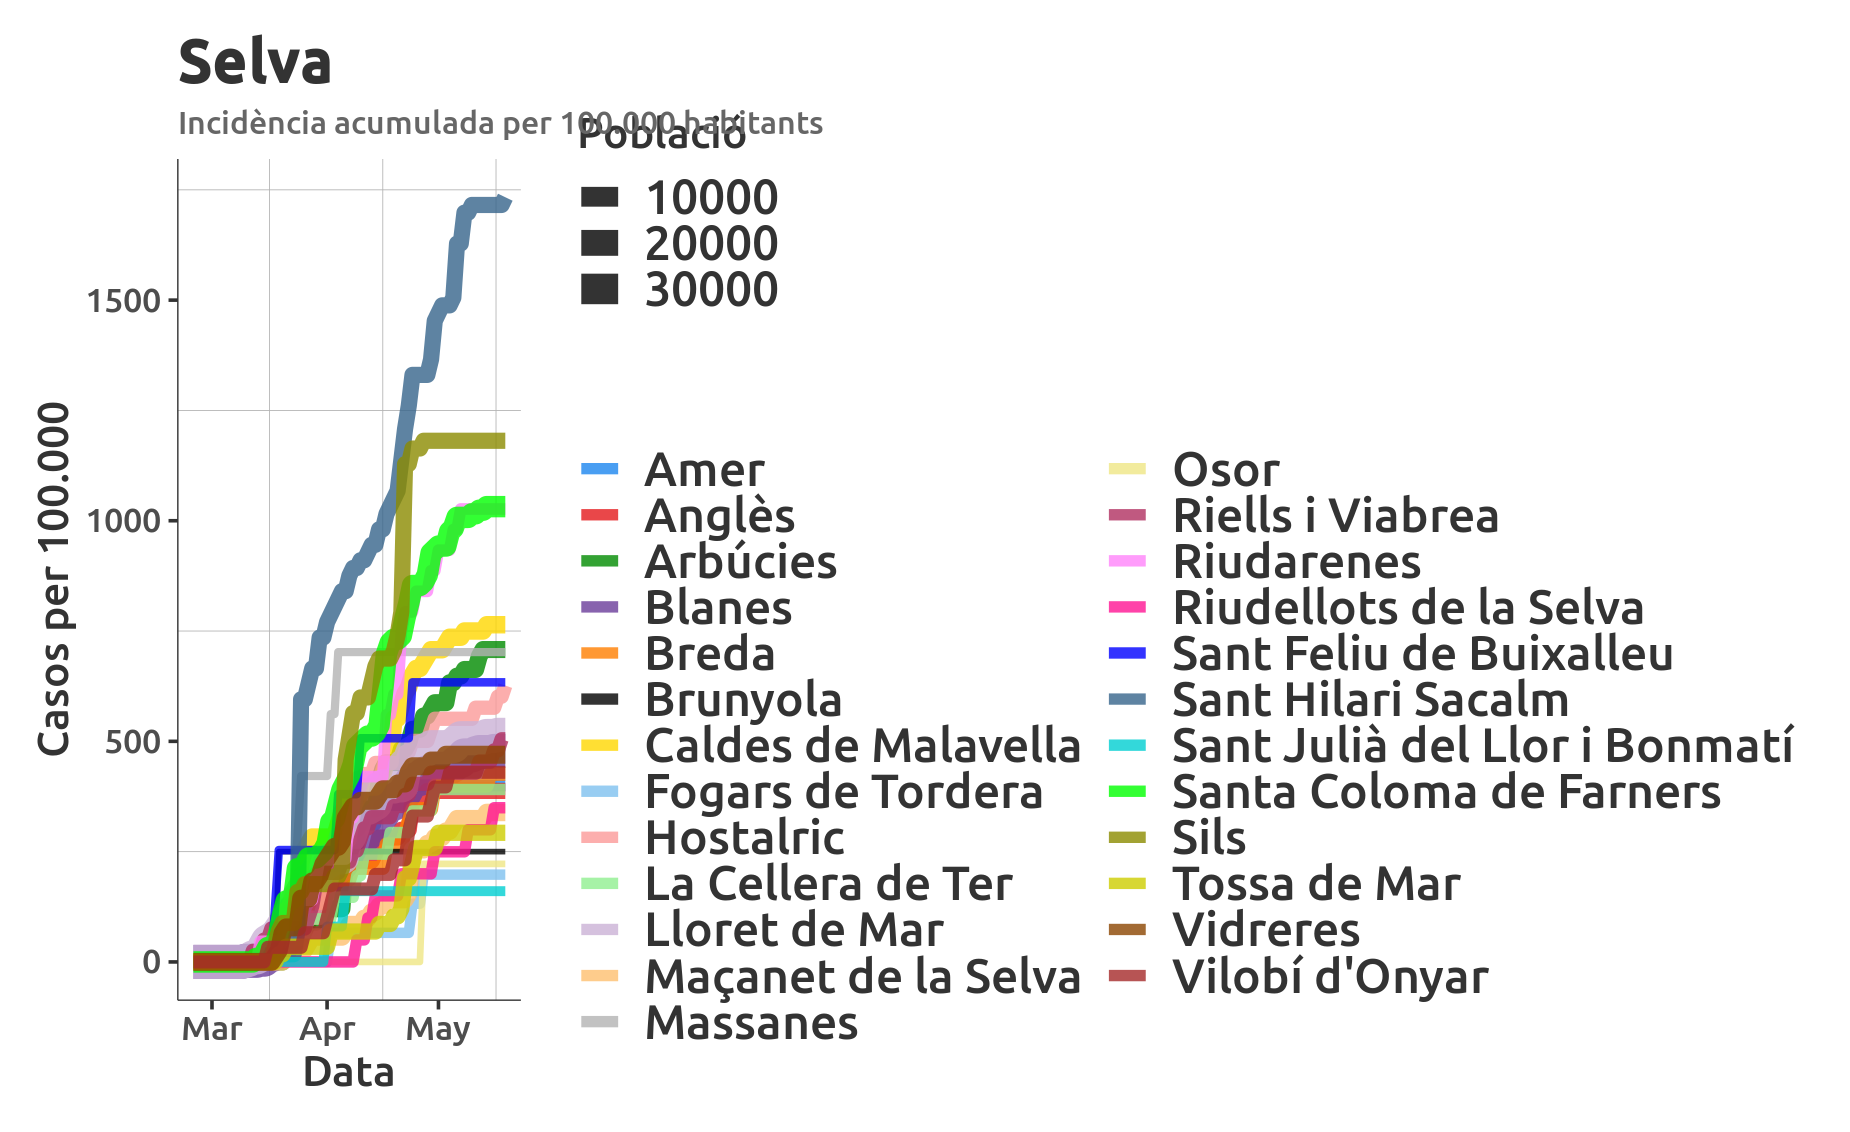 Selva
Incidència acumulada per 100.000 habitants
Població
10000
20000
30000
1500
1000
500
0
Casos per 100.000
Mar
Apr
May
Data
Amer
Anglès
Arbúcies
Blanes
Breda
Brunyola
Caldes de Malavella
Fogars de Tordera
Hostalric
La Cellera de Ter
Lloret de Mar
Maçanet de la Selva
Massanes
Osor
Riells i Viabrea
Riudarenes
Riudellots de la Selva
Sant Feliu de Buixalleu
Sant Hilari Sacalm
Sant Julià del Llor i Bonmatí
Santa Coloma de Farners
Sils
Tossa de Mar
Vidreres
Vilobí d'Onyar